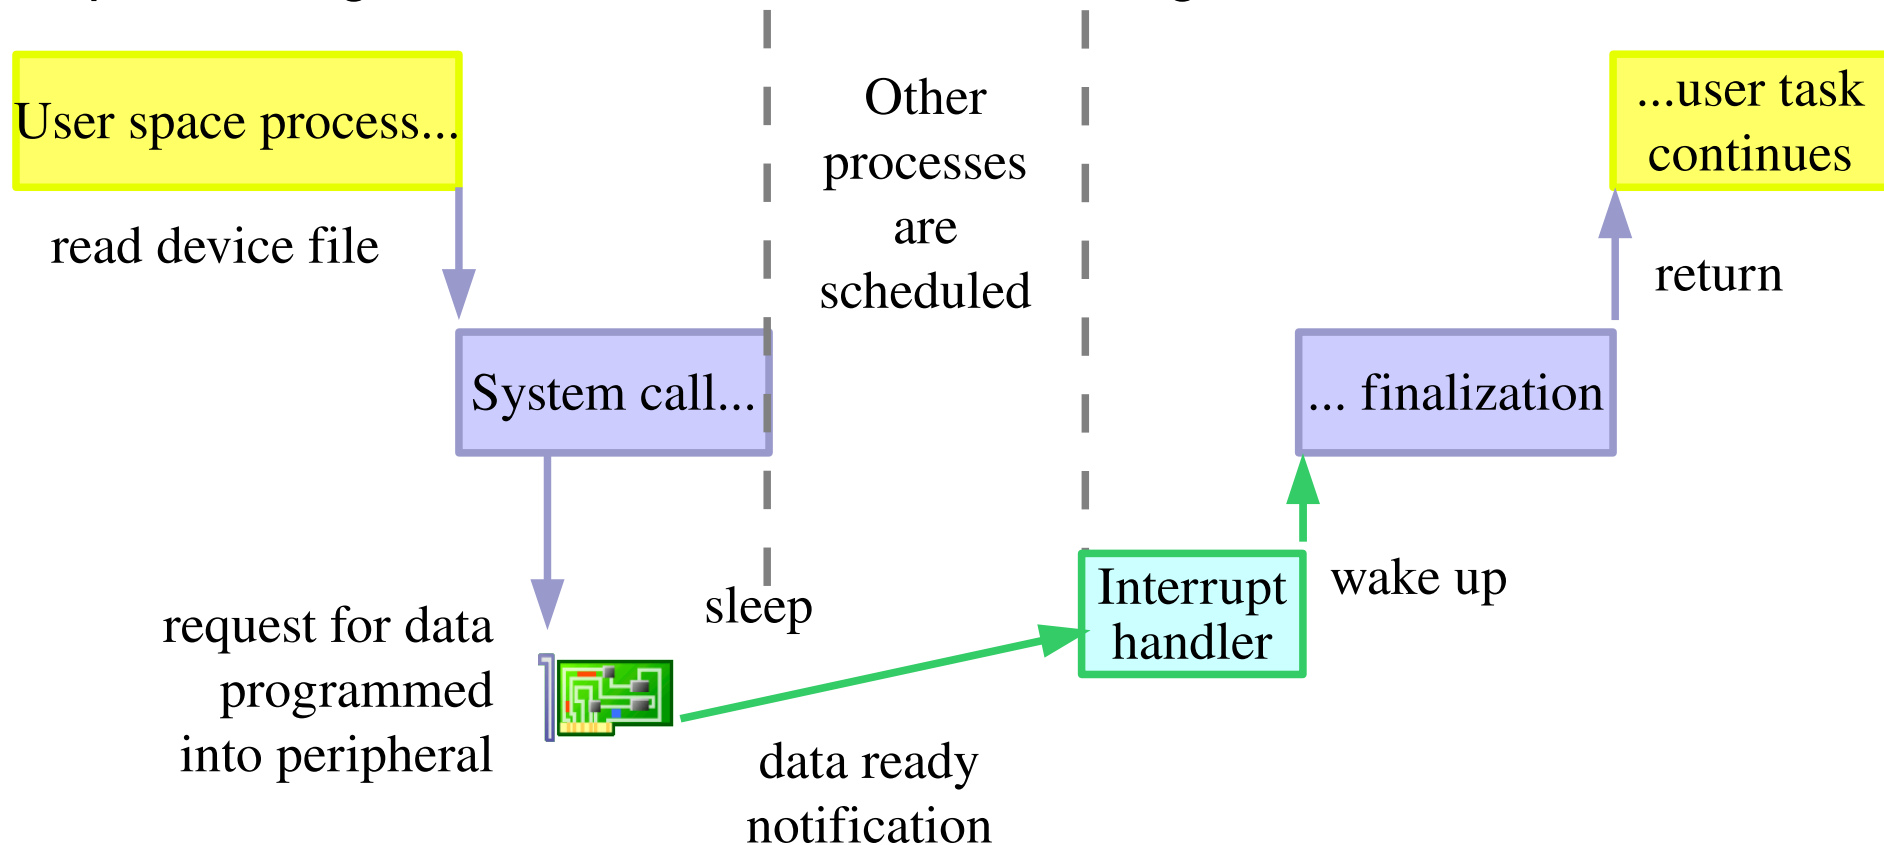 User space process...
read device file
System call...
request for data
programmed
into peripheral
sleep
Other
processes
are
scheduled
data ready
notification
Interrupt
handler
wake up
... finalization
return
...user task
continues